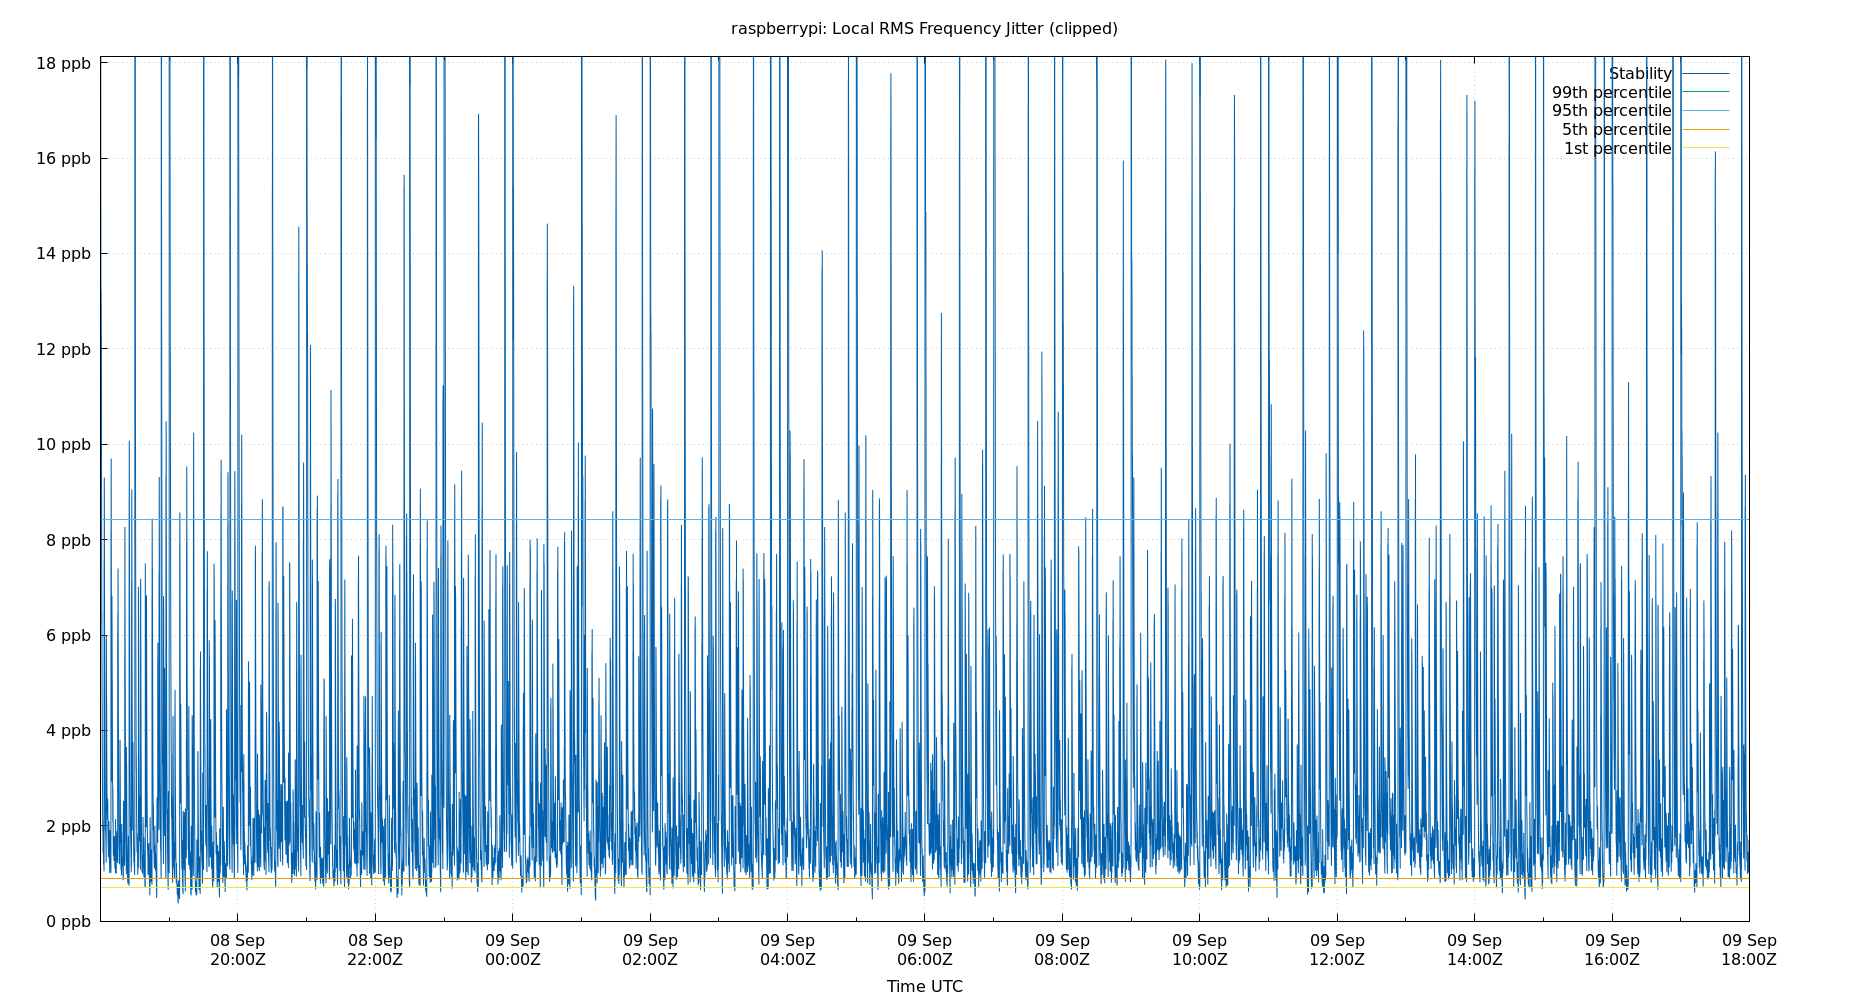 raspberrypi: Local RMS Frequency Jitter (clipped)
18 ppb
16 ppb
14 ppb
12 ppb
10 ppb
8 ppb
6 ppb
4 ppb
2 ppb
0 ppb
Stability
99th percentile
95th percentile
5th percentile
1st percentile
08 Sep 08 Sep 09 Sep 09 Sep 09 Sep 09 Sep 09 Sep 09 Sep 09 Sep 09 Sep 09 Sep 09 Sep
20:00Z 22:00Z 00:00Z 02:00Z 04:00Z 06:00Z 08:00Z 10:00Z 12:00Z 14:00Z 16:00Z 18:00Z
Time UTC